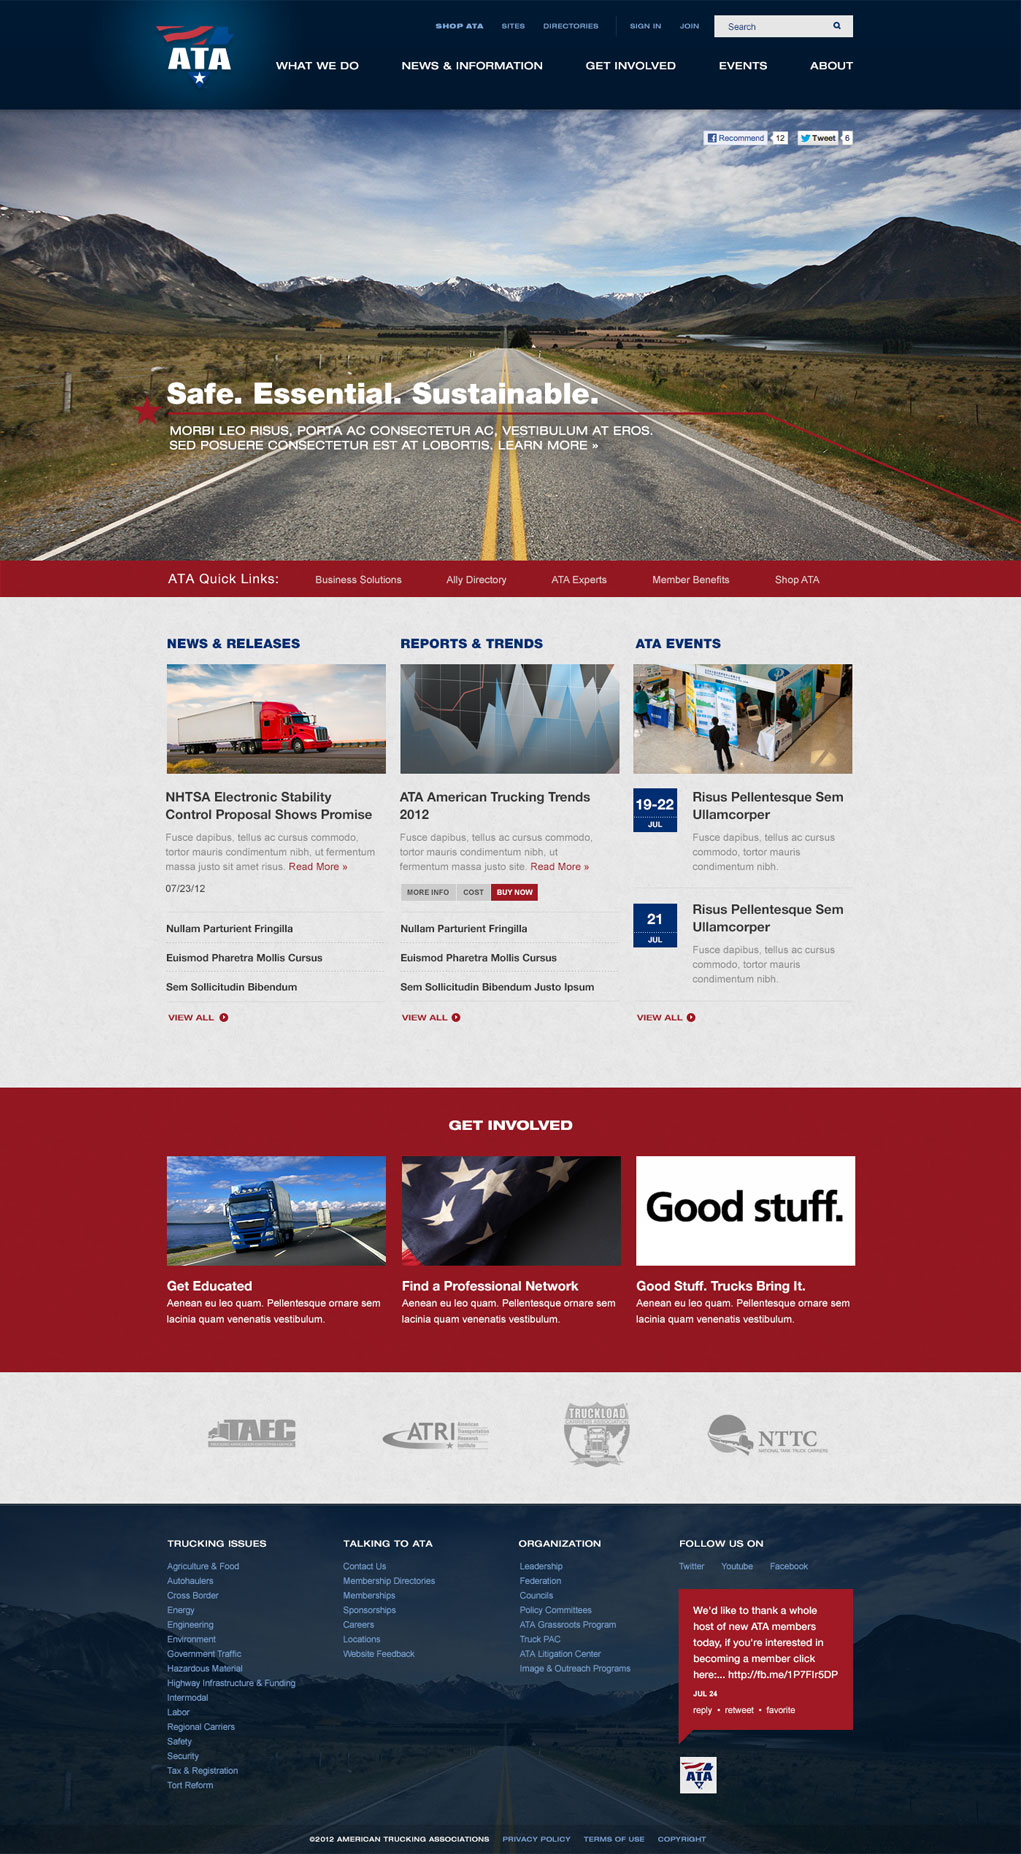 SHOP ATA SITES DIRECTORIES SIGN IN JOIN Search
ATA
WHAT WE DO NEWS & INFORMATION GET INVOLVED EVENTS ABOUT
Recommend 12 Tweet 6
Safe. Essential. Sustainable.
MORBI LEO RISUS, PORTA AC CONSECTETUR AC, VESTIBULUM AT EROS.
SED POSUERE CONSECTETUR EST AT LOBORTIS. LEARN MORE »
ATA Quick Links: Business Solutions Ally Directory ATA Experts Member Benefits Shop ATA
NEWS & RELEASES
NHTSA Electronic Stability
Control Proposal Shows Promise
Fusce dapibus, tellus ac cursus commodo,
tortor mauris condimentum nibh, ut fermentum
massa justo sit amet risus. Read More »
07/23/12
Nullam Parturient Fringilla
Euismod Pharetra Mollis Cursus
Sem Sollicitudin Bibendum
VIEW ALL
REPORTS & TRENDS
ATA American Trucking Trends
2012
Fusce dapibus, tellus ac cursus commodo,
tortor mauris condimentum nibh, ut
fermentum massa justo site. Read More »
MORE INFO COST BUY NOW
Nullam Parturient Fringilla
Euismod Pharetra Mollis Cursus
Sem Sollicitudin Bibendum Justo Ipsum
VIEW ALL
ATA EVENTS
19-22
JUL
Risus Pellentesque Sem
Ullamcorper
Fusce dapibus, tellus ac cursus
commodo, tortor mauris
condimentum nibh.
21
JUL
Risus Pellentesque Sem
Ullamcorper
Fusce dapibus, tellus ac cursus
commodo, tortor mauris
condimentum nibh.
VIEW ALL
GET INVOLVED
Good stuff.
Get Educated
Aenean eu leo quam. Pellentesque ornare sem
lacinia quam venenatis vestibulum.
Find a Professional Network
Aenean eu leo quam. Pellentesque ornare sem
lacinia quam venenatis vestibulum.
Good Stuff. Trucks Bring It.
Aenean eu leo quam. Pellentesque ornare sem
lacinia quam venenatis vestibulum.
TAEC
ATRI
American
Transportation
Research
Institute
TRUCKLOAD
CARRIERS ASSOCIATION
NTTC
NATIONAL TANK TRUCK CARRIERS
TRUCKING ISSUES
Agriculture & Food
Autohaulers
Cross Border
Energy
Engineering
Environment
Government Traffic
Hazardous Material
Highway Infrastructure & Funding
Intermodal
Labor
Regional Carriers
Safety
Security
Tax & Registration
Tort Reform
TALKING TO ATA
Contact Us
Membership Directories
Memberships
Sponsorships
Careers
Locations
Website Feedback
ORGANIZATION
Leadership
Federation
Councils
Policy Committees
ATA Grassroots Program
Truck PAC
ATA Litigation Center
Image & Outreach Programs
FOLLOW US ON
Twitter Youtube Facebook
We'd like to thank a whole
host of new ATA members
today, if you're interested in
becoming a member click
here:... http://fb.me/1P7FIr5DP
JUL 24
reply • retweet • favorite
ATA
©2012 AMERICAN TRUCKING ASSOCIATIONS PRIVACY POLICY TERMS OF USE COPYRIGHT